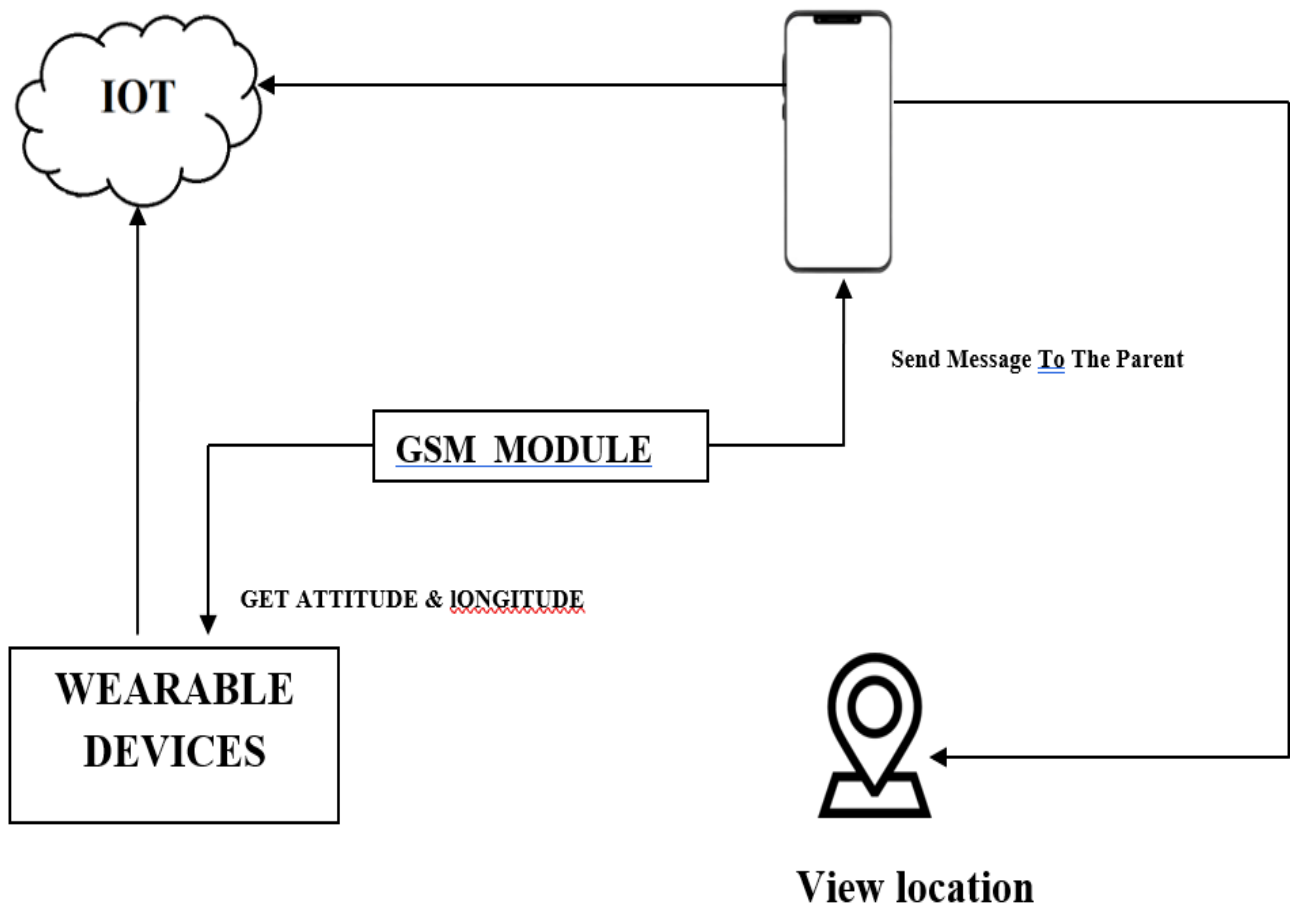 IOT
Send Message To The Parent
GSM MODULE
GET ATTITUDE & lONGITUDE
WEARABLE
DEVICES
View location